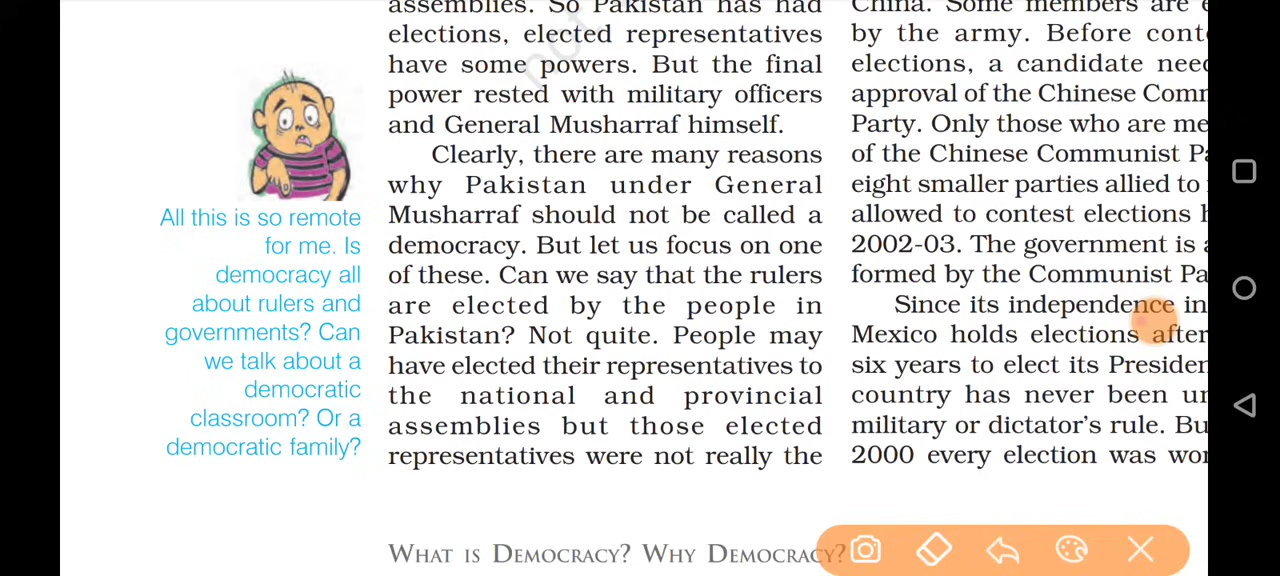 assemblies. So Pakistan has had
elections, elected representatives
have some powers. But the final
power rested with military officers
and General Musharraf himself.
Clearly, there are many reasons
why Pakistan under General
Musharraf should not be called a
democracy. But let us focus on one
of these. Can we say that the rulers
are elected by the people in
Pakistan? Not quite. People may
have elected their representatives to
the national and provincial
assemblies but those elected
representatives were not really the
All this is so remote
for me. Is
democracy all
about rulers and
governments? Can
we talk about a
democratic
classroom? Or a
democratic family?
China. Some members are
by the army. Before
elections, a candidate
approval of the Chinese
Party. Only those who are
of the Chinese Communist
eight smaller parties allied to
allowed to contest elections
2002-03. The government is
formed by the Communist
Since its independence in
Mexico holds elections after
six years to elect its
country has never been
military or dictator's rule.
2000 every election was
not
WHAT IS DEMOCRACY? WHY DEMOCRACY?